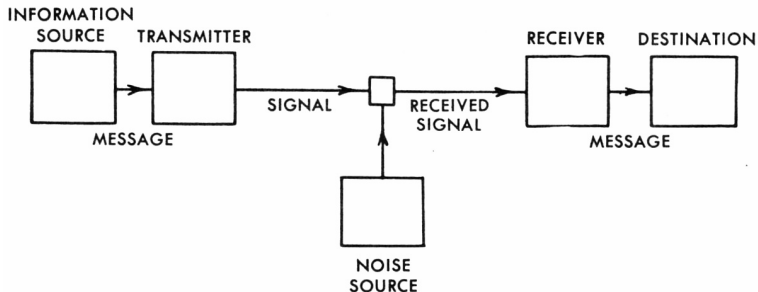 INFORMATION
SOURCE
TRANSMITTER
RECEIVER
DESTINATION
SIGNAL
RECEIVED
SIGNAL
MESSAGE
MESSAGE
NOISE
SOURCE